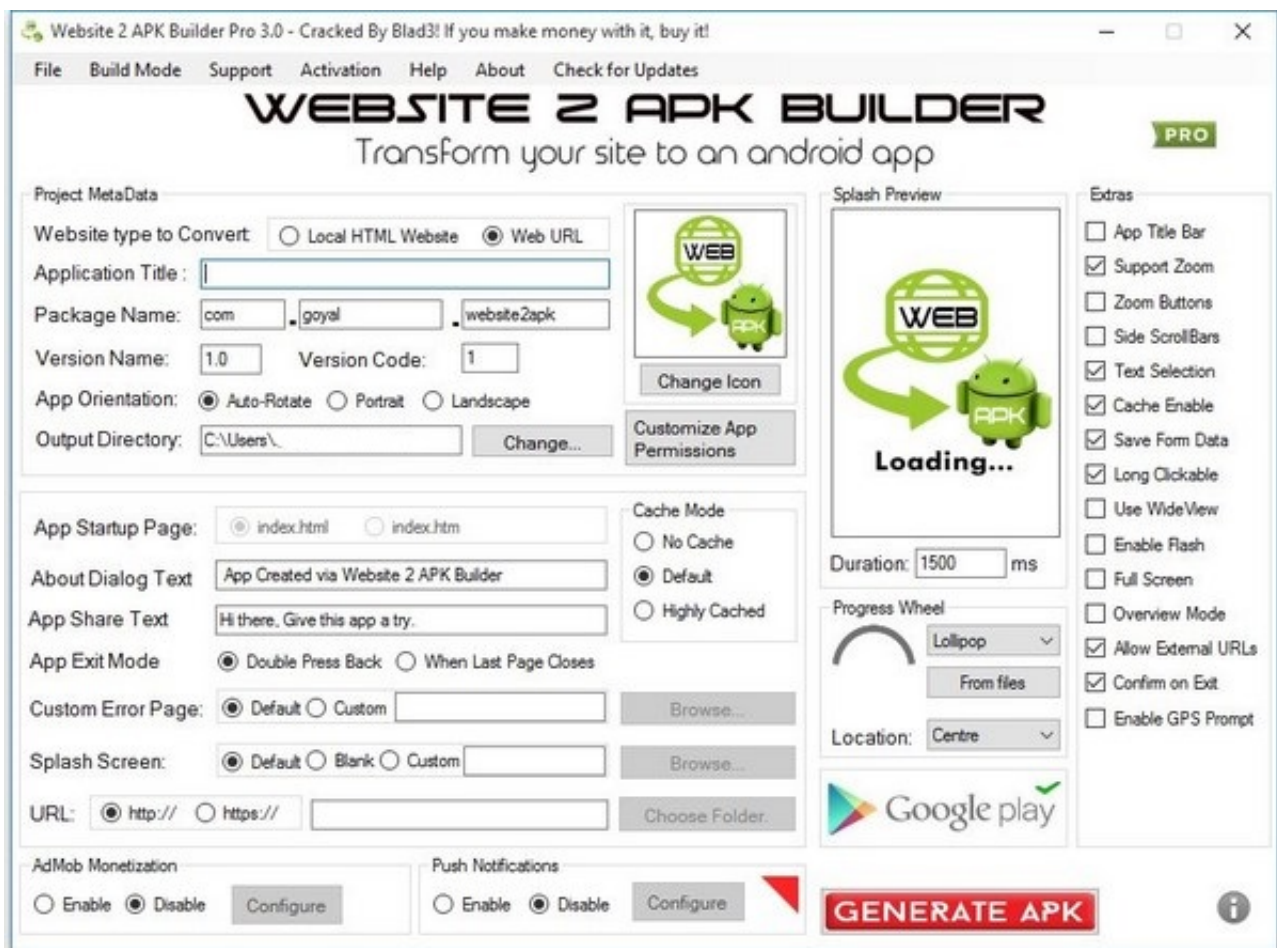 Website 2 APK Builder Pro 3.0 - Cracked By Blad3! If you make money with it, buy it!
File Build Mode Support Activation Help About Check for Updates
WEBSITE 2 APK BUILDER
Transform your site to an android app
PRO
Project MetaData
Website type to Convert Local HTML Website Web URL
Application Title :
Package Name: com . goyal . website2apk
Version Name: 1.0 Version Code: 1
App Orientation: Auto-Rotate Portrait Landscape
Output Directory: C:\Users\.. Change...
WEB
APK
Change Icon
Customize App
Permissions
App Startup Page: index.html index.htm
About Dialog Text App Created via Website 2 APK Builder
App Share Text Hi there, Give this app a try.
App Exit Mode Double Press Back When Last Page Closes
Custom Error Page: Default Custom Browse...
Splash Screen: Default Blank Custom Browse...
URL: http:// https:// Choose Folder.
Cache Mode
No Cache
Default
Highly Cached
AdMob Monetization
Enable Disable Configure
Push Notifications
Enable Disable Configure
Splash Preview
WEB
APK
Loading...
Duration: 1500 ms
Progress Wheel
Lollipop
From files
Location: Centre
Google play
GENERATE APK
Extras
App Title Bar
Support Zoom
Zoom Buttons
Side ScrollBars
Text Selection
Cache Enable
Save Form Data
Long Clickable
Use WideView
Enable Flash
Full Screen
Overview Mode
Allow External URLs
Confirm on Exit
Enable GPS Prompt